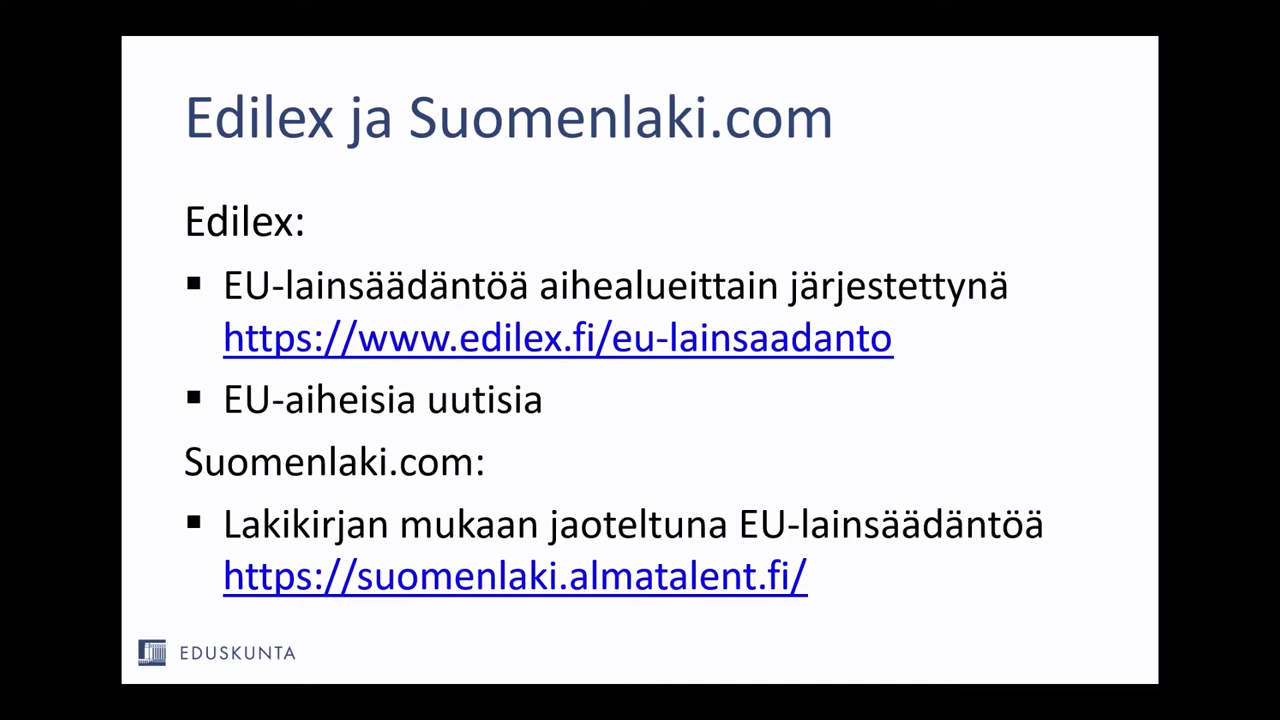 Edilex ja Suomenlaki.com
Edilex:
▪ EU-lainsäädäntöä aihealueittain järjestettynä
https://www.edilex.fi/eu-lainsaadanto
▪ EU-aiheisia uutisia
Suomenlaki.com:
▪ Lakikirjan mukaan jaoteltuna EU-lainsäädäntöä
https://suomenlaki.almatalent.fi/
EDUSKUNTA